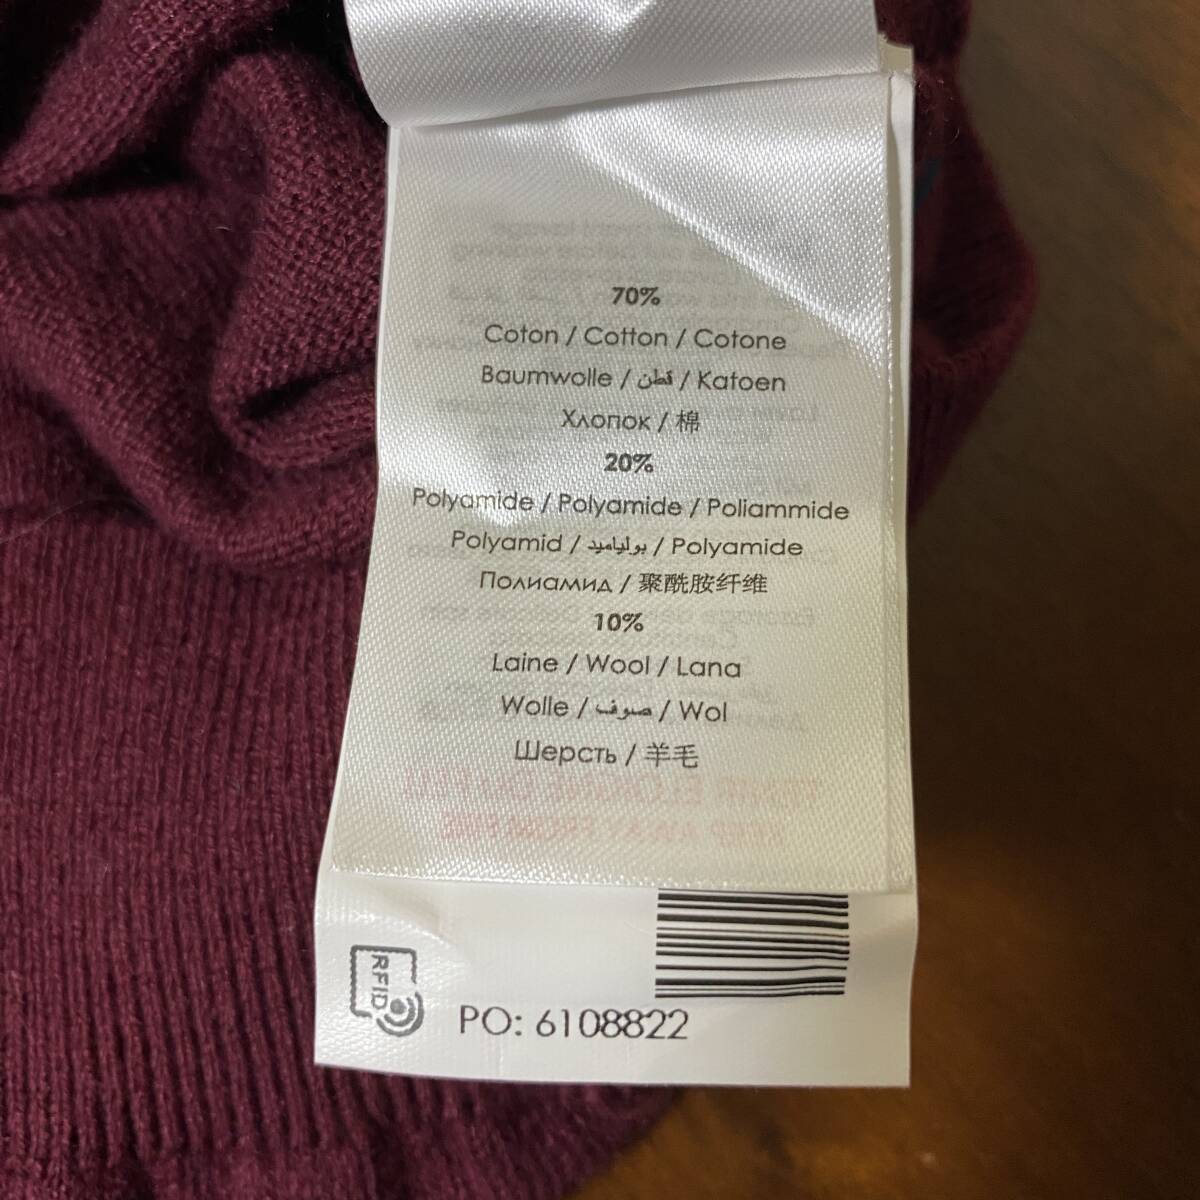 70%
Coton / Cotton / Cotone
Baumwolle / قطن / Katoen
Хлопок / 棉
20%
Polyamide / Polyamide / Poliammide
Polyamid / بولياميد / Polyamide
Полиамид / 聚酰胺纤维
10%
Laine / Wool / Lana
Wolle / صوف / Wol
Шерсть / 羊毛
RFID
PO: 6108822